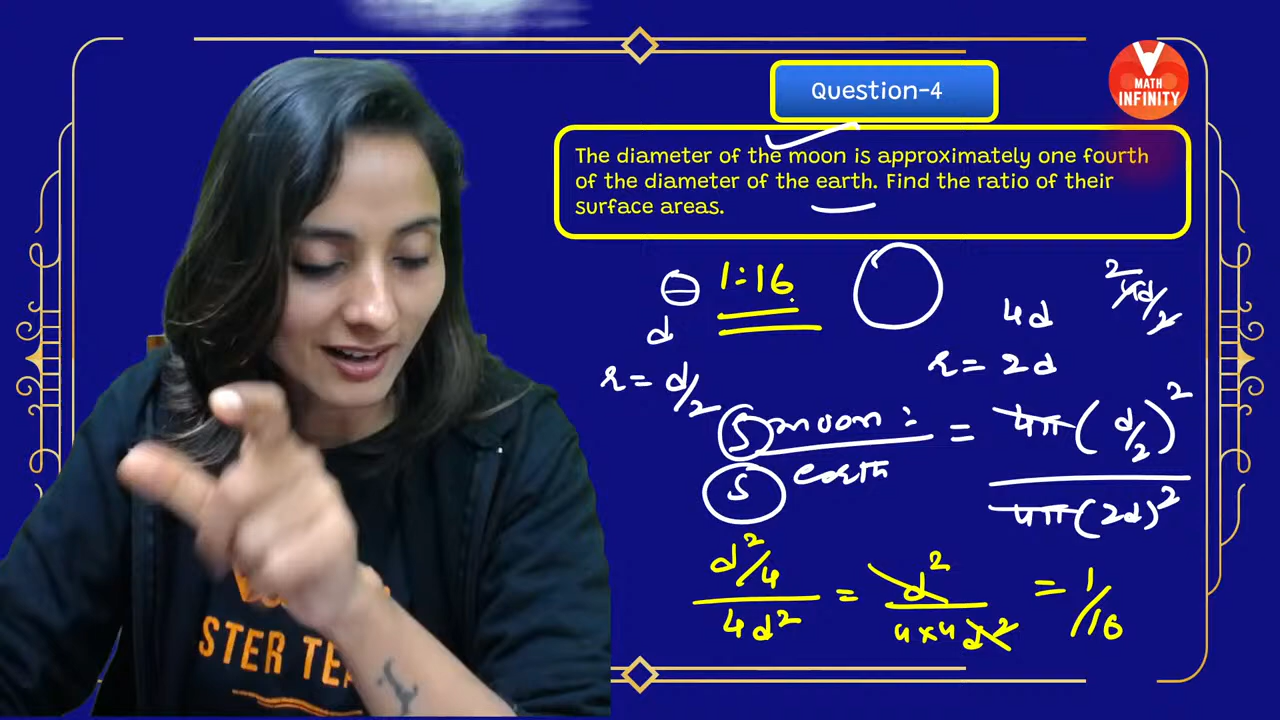 Question-4
MATH
INFINITY
The diameter of the moon is approximately one fourth
of the diameter of the earth. Find the ratio of their
surface areas.
1:16
d
r = d/2
4d
r = 2d
S moon : = 4π(d/2)²
S earth 4π(2d)²
d²/4 = d² = 1/16
4d² 4×4d²
STER TEA